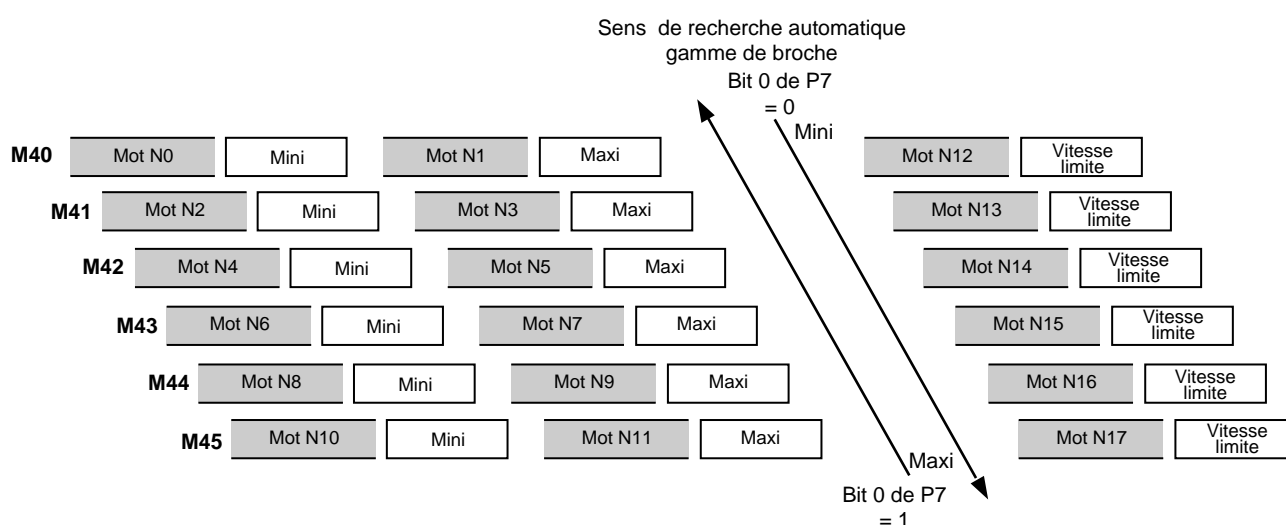 Sens de recherche automatique
gamme de broche
Bit 0 de P7
= 0
Mini
M40 Mot N0 Mini Mot N1 Maxi Mot N12 Vitesse limite
M41 Mot N2 Mini Mot N3 Maxi Mot N13 Vitesse limite
M42 Mot N4 Mini Mot N5 Maxi Mot N14 Vitesse limite
M43 Mot N6 Mini Mot N7 Maxi Mot N15 Vitesse limite
M44 Mot N8 Mini Mot N9 Maxi Mot N16 Vitesse limite
M45 Mot N10 Mini Mot N11 Maxi Mot N17 Vitesse limite
Maxi
Bit 0 de P7
= 1